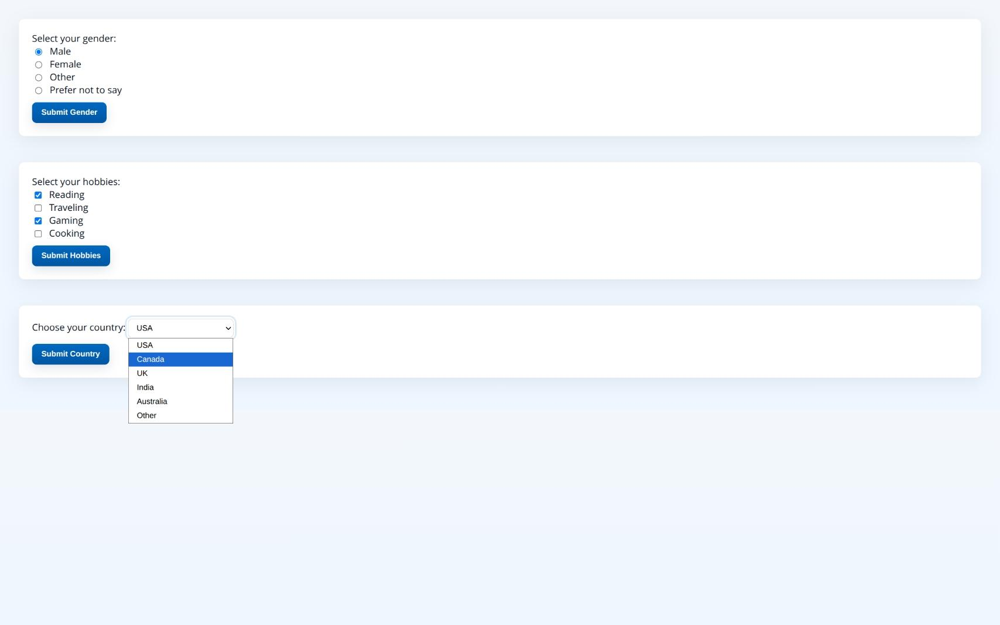 Select your gender:
Male
Female
Other
Prefer not to say
Submit Gender
Select your hobbies:
Reading
Traveling
Gaming
Cooking
Submit Hobbies
Choose your country: USA
Submit Country
USA
Canada
UK
India
Australia
Other